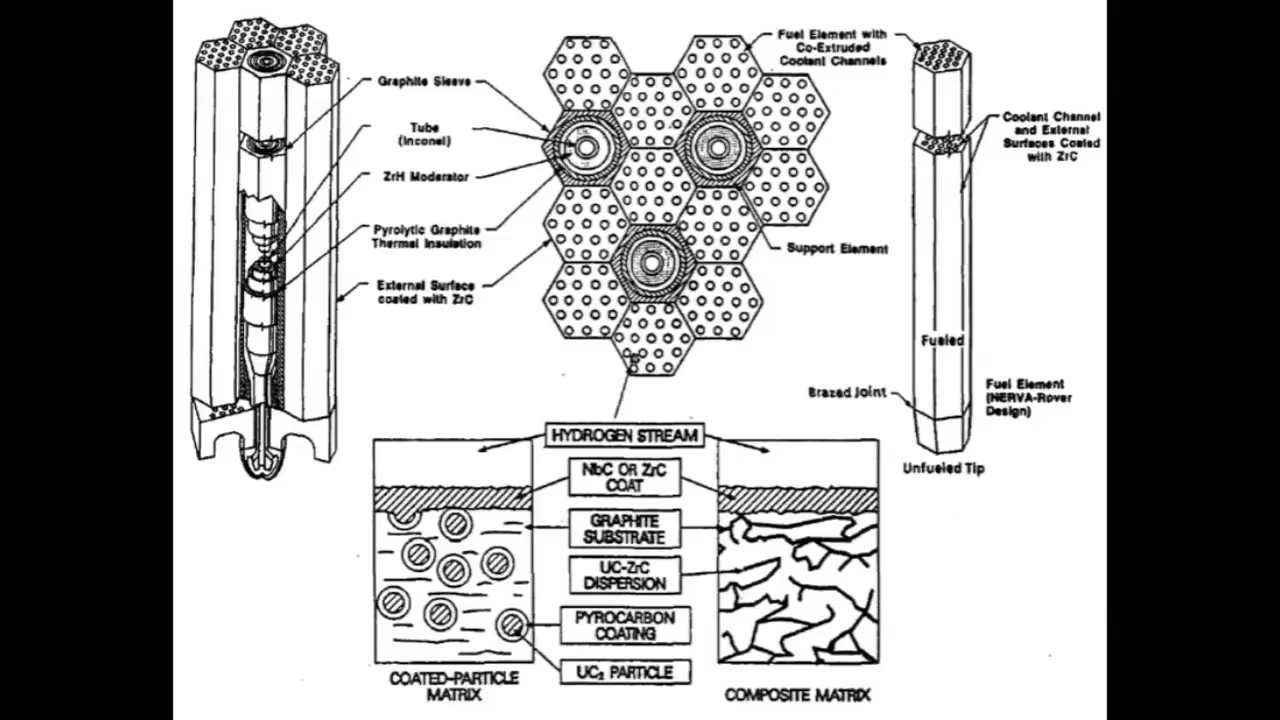 Graphite Sleeve
Tube
(Inconel)
ZrH Moderator
Pyrolytic Graphite
Thermal Insulation
External Surface
coated with ZrC
Fuel Element with
Co-Extruded
Coolant Channels
Support Element
Coolant Channel
and External
Surfaces Coated
with ZrC
Fueled
Brazed Joint
Fuel Element
(NERVA-Rover
Design)
Unfueled Tip
HYDROGEN STREAM
NbC OR ZrC
COAT
GRAPHITE
SUBSTRATE
UC-ZrC
DISPERSION
PYROCARBON
COATING
UC₂ PARTICLE
COATED-PARTICLE
MATRIX
COMPOSITE MATRIX